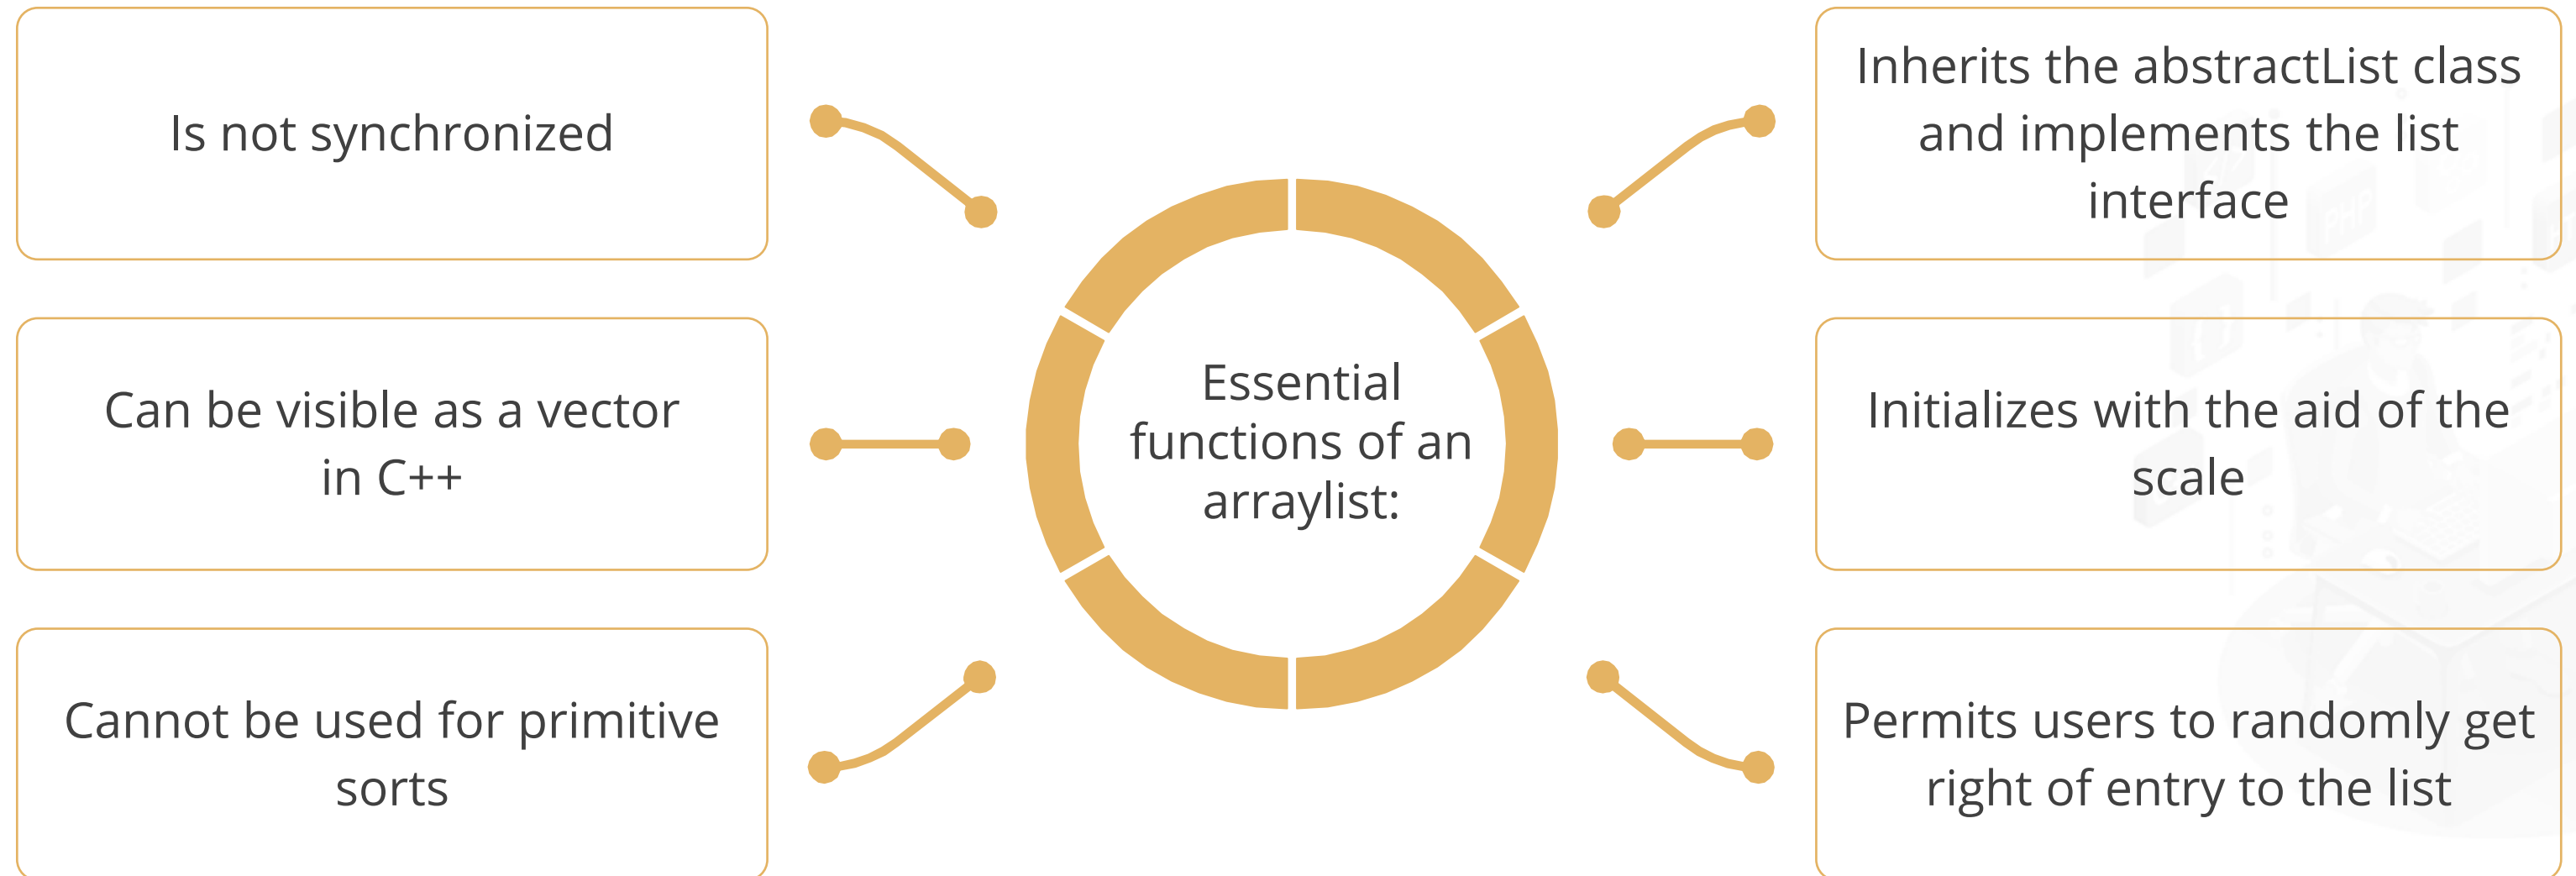 Is not synchronized
Can be visible as a vector
in C++
Cannot be used for primitive
sorts
Essential
functions of an
arraylist:
Inherits the abstractList class
and implements the list
interface
Initializes with the aid of the
scale
Permits users to randomly get
right of entry to the list
PHP